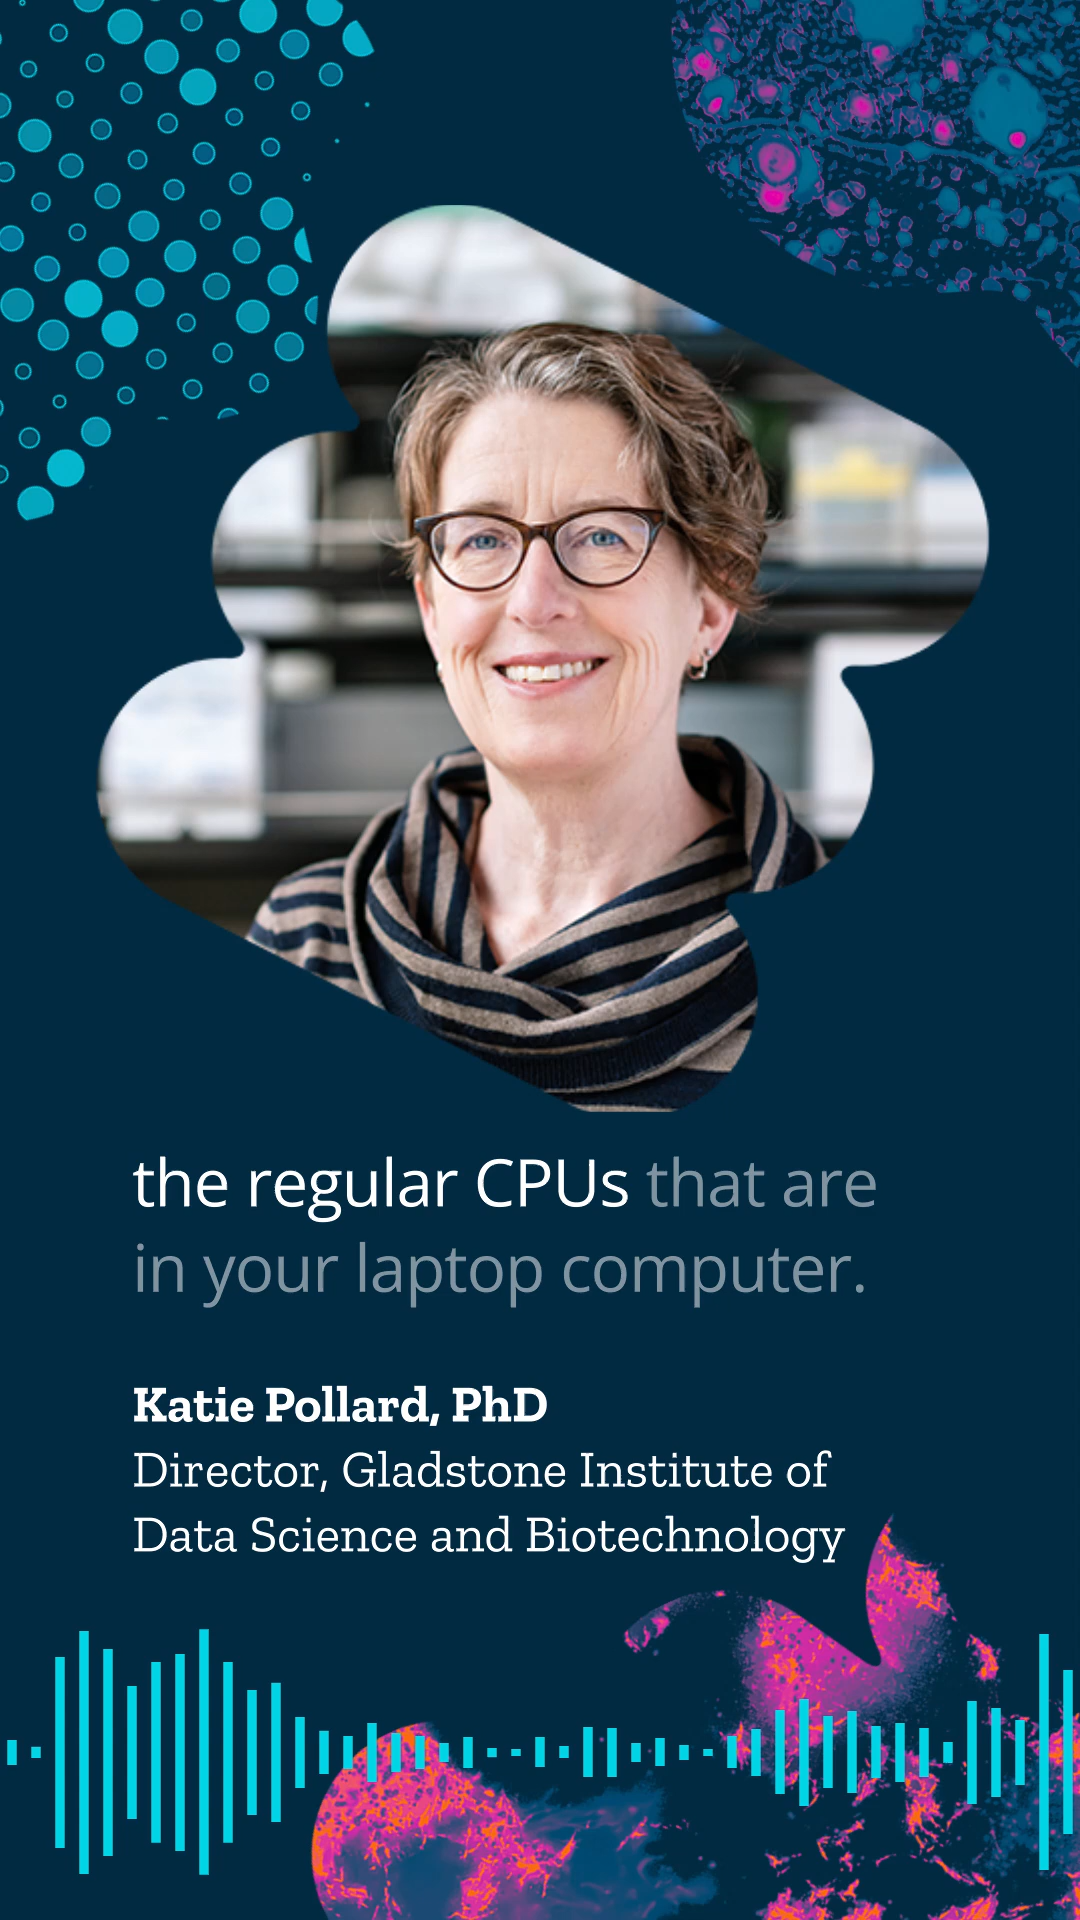 the regular CPUs that are
in your laptop computer.
Katie Pollard, PhD
Director, Gladstone Institute of
Data Science and Biotechnology